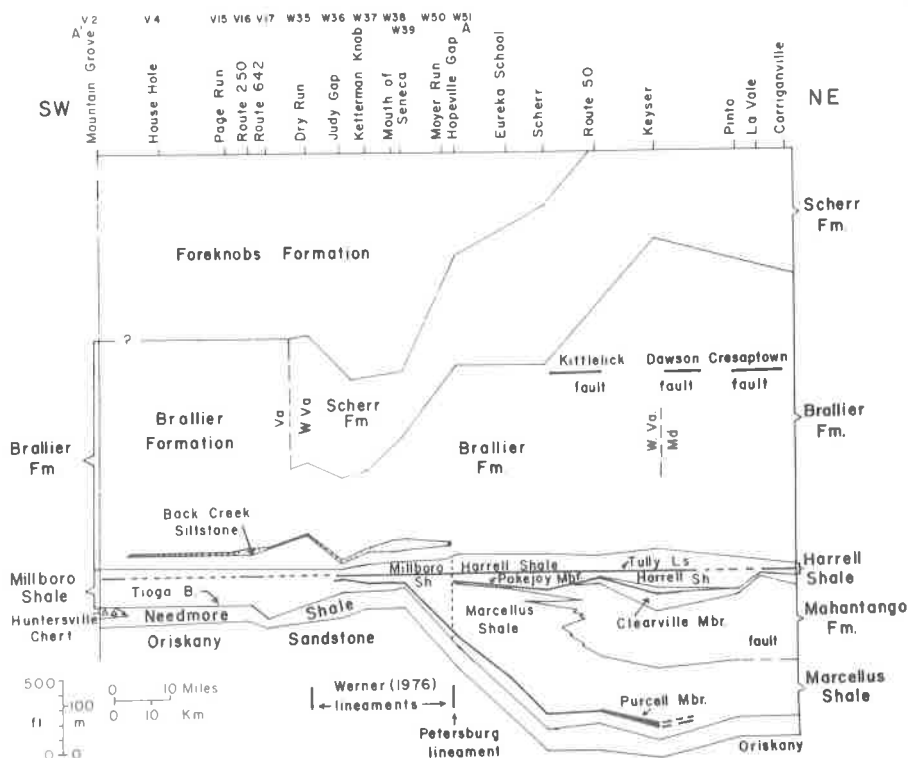 V 2
V 4
V15
V16
V17
W35
W36
W37
W38
W39
W50
W51
A'
A
Mountain Grove
House Hole
Page Run
Route 250
Route 642
Dry Run
Judy Gap
Ketterman Knob
Mouth of
Seneca
Moyer Run
Hopeville Gap
Eureka School
Scherr
Route 50
Keyser
Pinto
La Vale
Corriganville
SW
NE
Scherr
Fm.
Foreknobs Formation
?
Kittlelick
fault
Dawson
fault
Cresaptown
fault
Va
W Va
Scherr
Fm
Brallier
Formation
Brallier
Fm
Brallier
Fm.
W. Va.
Md
Brallier
Fm.
Back Creek
Siltstone
Millboro
Sh
Harrell Shale
Tully Ls
Harrell
Shale
Pokejoy Mbr.
Harrell Sh
Millboro
Shale
Tioga B.
Marcellus
Shale
Clearville Mbr.
Mahantango
Fm.
Huntersville
Chert
Needmore
Shale
Oriskany
Sandstone
fault
Marcellus
Shale
Purcell Mbr.
Oriskany
500
ft
0
100
m
0
0 10 Miles
0 10
Km
Werner (1976)
lineaments
Petersburg
lineament